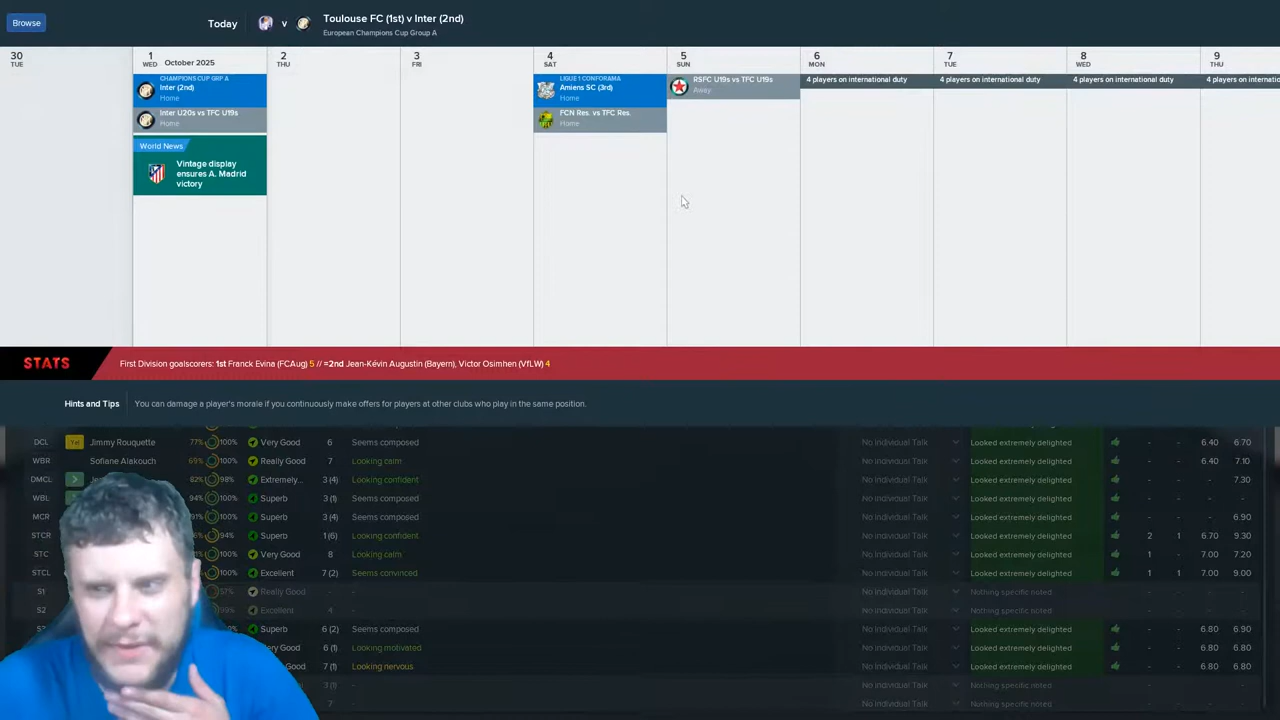 Browse
Today
v
Toulouse FC (1st) v Inter (2nd)
European Champions Cup Group A
30
TUE
1
WED
October 2025
2
THU
3
FRI
4
SAT
5
SUN
6
MON
7
TUE
8
WED
9
THU
CHAMPIONS CUP GRP A
Inter (2nd)
Home
Inter U20s vs TFC U19s
Home
World News
Vintage display
ensures A. Madrid
victory
LIGUE 1 CONFORAMA
Amiens SC (3rd)
Home
FCN Res. vs TFC Res.
Home
RSFC U19s vs TFC U19s
Away
4 players on international duty
4 players on international duty
4 players on international duty
4 players on internat
STATS
First Division goalscorers: 1st Franck Evina (FCAug) 5 // =2nd Jean-Kévin Augustin (Bayern), Victor Osimhen (VfLW) 4
Hints and Tips
You can damage a player's morale if you continuously make offers for players at other clubs who play in the same position.
DCL Jimmy Rouquette 77% 100% Very Good 6 Seems composed No Individual Talk Looked extremely delighted - - 6.40 6.70
WBR Sofiane Alakouch 69% 100% Really Good 7 Looking calm No Individual Talk Looked extremely delighted - - 6.40 7.10
DMCL 82% 98% Extremely... 3 (4) Looking confident No Individual Talk Looked extremely delighted - - - 7.30
WBL 94% 100% Superb 3 (1) Seems composed No Individual Talk Looked extremely delighted - - - -
MCR 91% 100% Superb 3 (4) Seems composed No Individual Talk Looked extremely delighted - - - 6.90
STCR 94% Superb 1 (6) Looking confident No Individual Talk Looked extremely delighted 2 1 6.70 9.30
STC 100% Very Good 8 Looking calm No Individual Talk Looked extremely delighted 1 - 7.00 7.20
STCL 100% Excellent 7 (2) Seems convinced No Individual Talk Looked extremely delighted 1 1 7.00 9.00
S1 Really Good - - No Individual Talk Nothing specific noted - - - -
S2 99% Excellent 4 - No Individual Talk Nothing specific noted - - - -
100% Superb 6 (2) Seems composed No Individual Talk Looked extremely delighted - - 6.80 6.90
Very Good 6 (1) Looking motivated No Individual Talk Looked extremely delighted - - 6.80 6.80
Good 7 (1) Looking nervous No Individual Talk Looked extremely delighted - - 6.80 6.80
3 (1) - No Individual Talk Nothing specific noted - - - -
7 - No Individual Talk Nothing specific noted - - - -